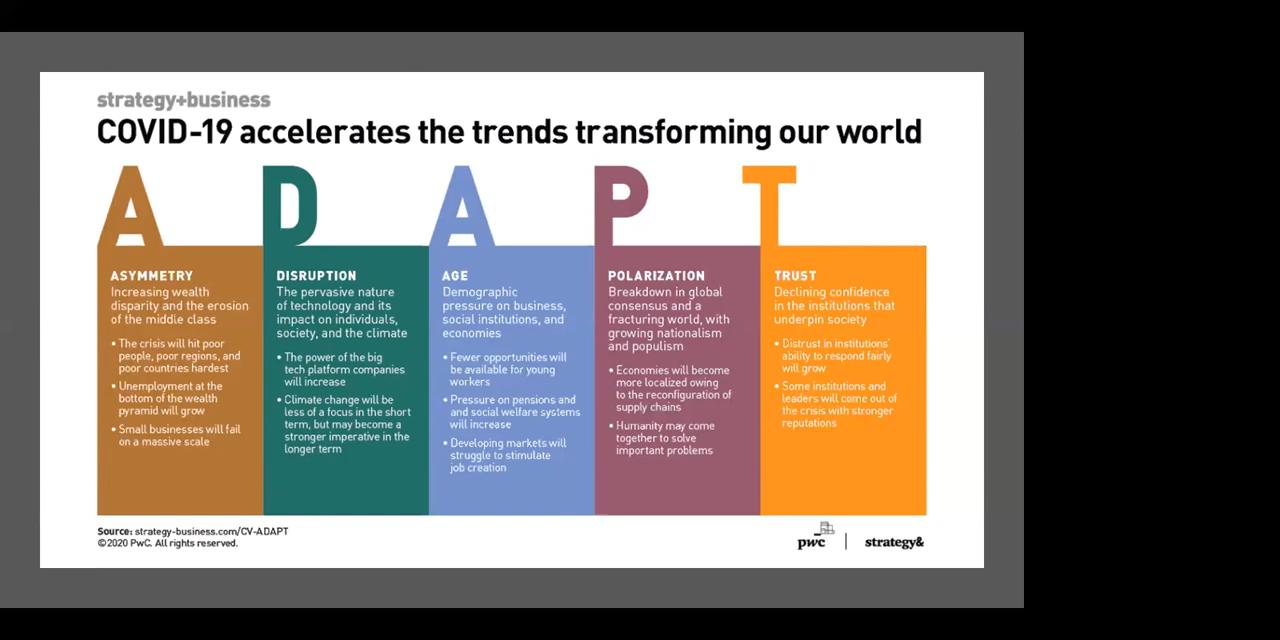 strategy+business
COVID-19 accelerates the trends transforming our world
A D A P T
ASYMMETRY
Increasing wealth
disparity and the erosion
of the middle class
• The crisis will hit poor
people, poor regions, and
poor countries hardest
• Unemployment at the
bottom of the wealth
pyramid will grow
• Small businesses will fail
on a massive scale
DISRUPTION
The pervasive nature
of technology and its
impact on individuals,
society, and the climate
• The power of the big
tech platform companies
will increase
• Climate change will be
less of a focus in the short
term, but may become a
stronger imperative in the
longer term
AGE
Demographic
pressure on business,
social institutions, and
economies
• Fewer opportunities will
be available for young
workers
• Pressure on pensions and
and social welfare systems
will increase
• Developing markets will
struggle to stimulate
job creation
POLARIZATION
Breakdown in global
consensus and a
fracturing world, with
growing nationalism
and populism
• Economies will become
more localized owing
to the reconfiguration of
supply chains
• Humanity may come
together to solve
important problems
TRUST
Declining confidence
in the institutions that
underpin society
• Distrust in institutions'
ability to respond fairly
will grow
• Some institutions and
leaders will come out of
the crisis with stronger
reputations
Source: strategy-business.com/CV-ADAPT
©2020 PwC. All rights reserved.
pwc | strategy&